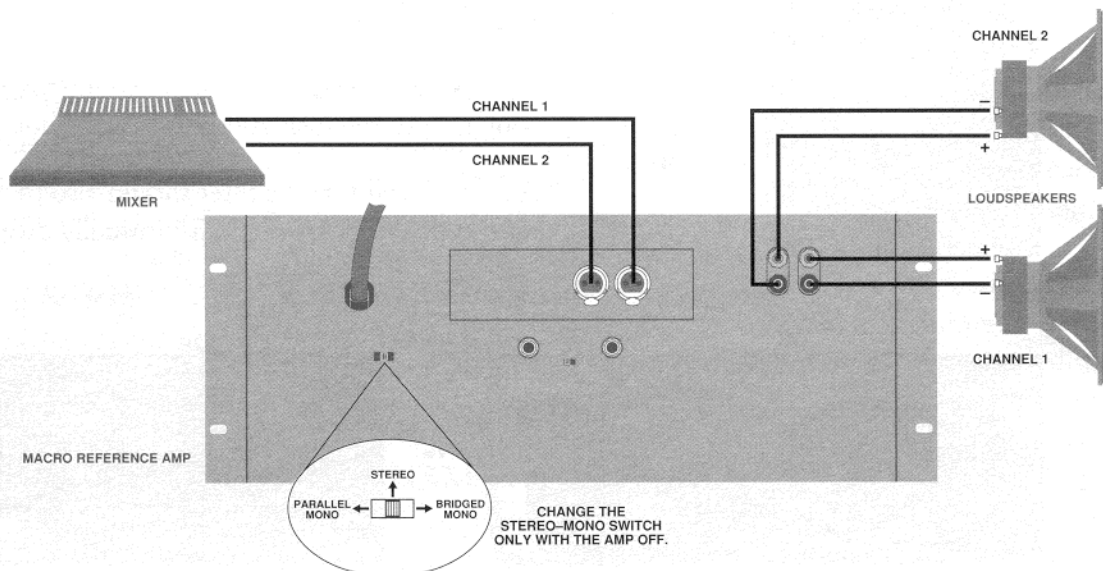 CHANNEL 2
CHANNEL 1
CHANNEL 2
MIXER
−
+
LOUDSPEAKERS
+
−
CHANNEL 1
MACRO REFERENCE AMP
STEREO
PARALLEL
MONO
BRIDGED
MONO
CHANGE THE
STEREO–MONO SWITCH
ONLY WITH THE AMP OFF.